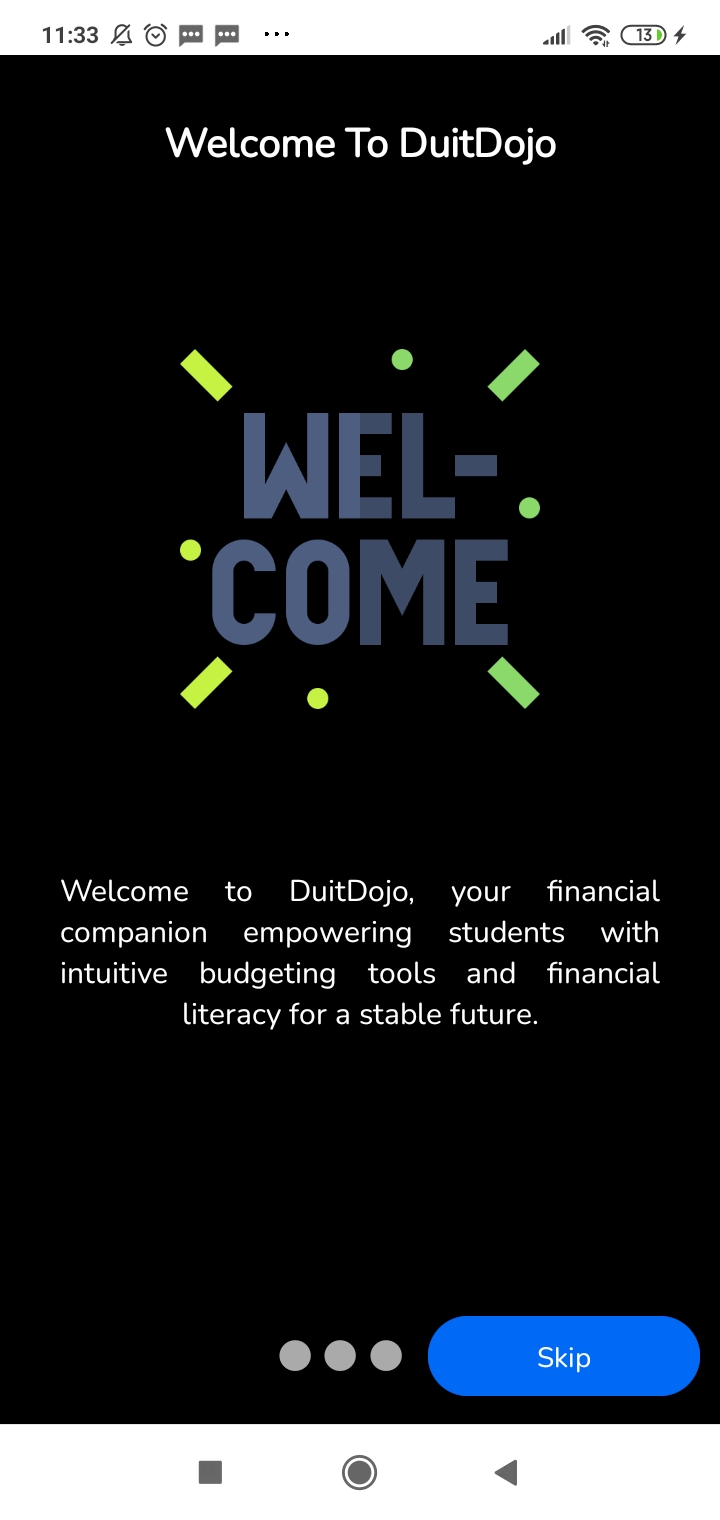 11:33
13
Welcome To DuitDojo
WEL-
COME
Welcome to DuitDojo, your financial
companion empowering students with
intuitive budgeting tools and financial
literacy for a stable future.
Skip